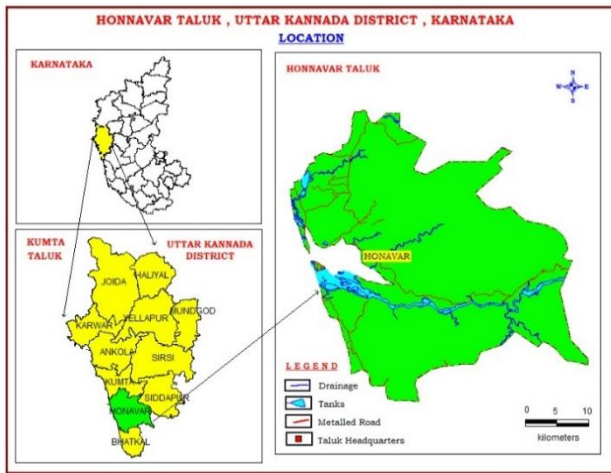 HONNAVAR TALUK , UTTAR KANNADA DISTRICT , KARNATAKA
LOCATION
KARNATAKA
HONNAVAR TALUK
N
W E
S
HONAVAR
KUMTA
TALUK
UTTAR KANNADA
DISTRICT
JOIDA
HALIYAL
MUNDGOD
YELLAPUR
KARWAR
ANKOLA
SIRSI
KUMTA
SIDDAPUR
HONAVAR
BHATKAL
LEGEND
Drainage
Tanks
Metalled Road
Taluk Headquarters
0 5 10
kilometers